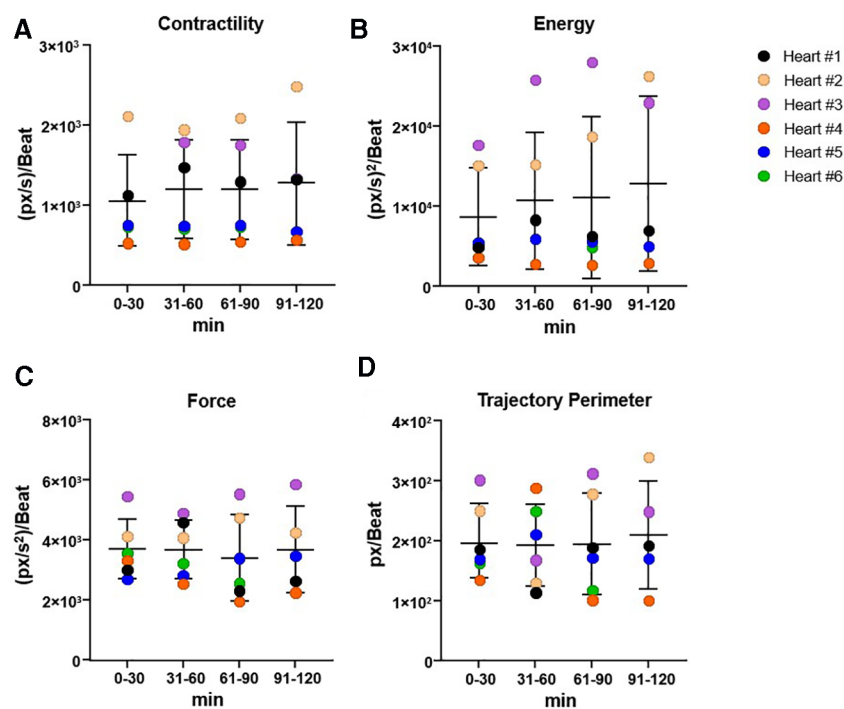 A
Contractility
3×10³
2×10³
1×10³
0
(px/s)/Beat
0-30 31-60 61-90 91-120
min
B
Energy
3×10⁴
2×10⁴
1×10⁴
0
(px/s)²/Beat
0-30 31-60 61-90 91-120
min
Heart #1
Heart #2
Heart #3
Heart #4
Heart #5
Heart #6
C
Force
8×10³
6×10³
4×10³
2×10³
0
(px/s²)/Beat
0-30 31-60 61-90 91-120
min
D
Trajectory Perimeter
4×10²
3×10²
2×10²
1×10²
0
px/Beat
0-30 31-60 61-90 91-120
min